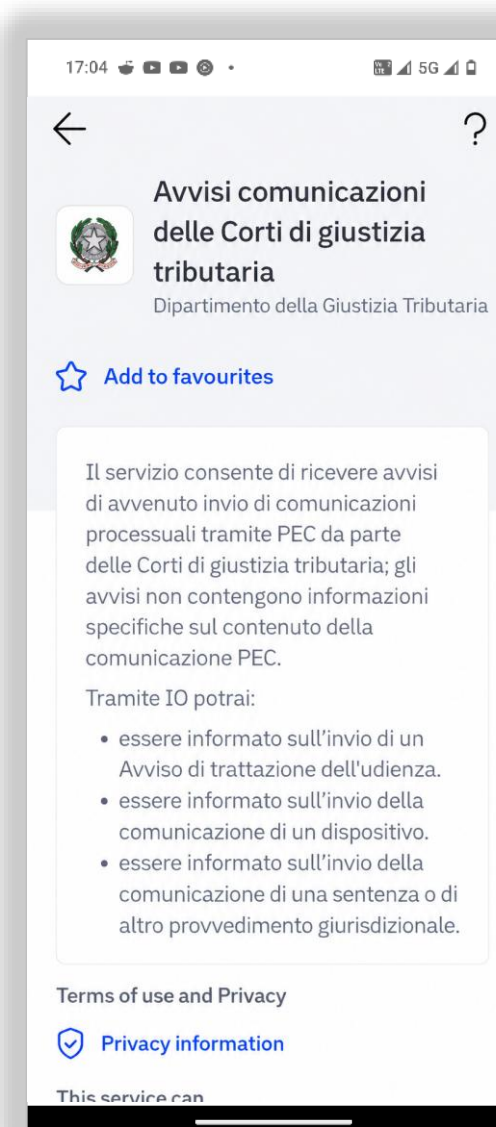 17:04
5G
?
Avvisi comunicazioni
delle Corti di giustizia
tributaria
Dipartimento della Giustizia Tributaria
Add to favourites
Il servizio consente di ricevere avvisi
di avvenuto invio di comunicazioni
processuali tramite PEC da parte
delle Corti di giustizia tributaria; gli
avvisi non contengono informazioni
specifiche sul contenuto della
comunicazione PEC.
Tramite IO potrai:
• essere informato sull'invio di un
Avviso di trattazione dell'udienza.
• essere informato sull'invio della
comunicazione di un dispositivo.
• essere informato sull'invio della
comunicazione di una sentenza o di
altro provvedimento giurisdizionale.
Terms of use and Privacy
Privacy information
This service can